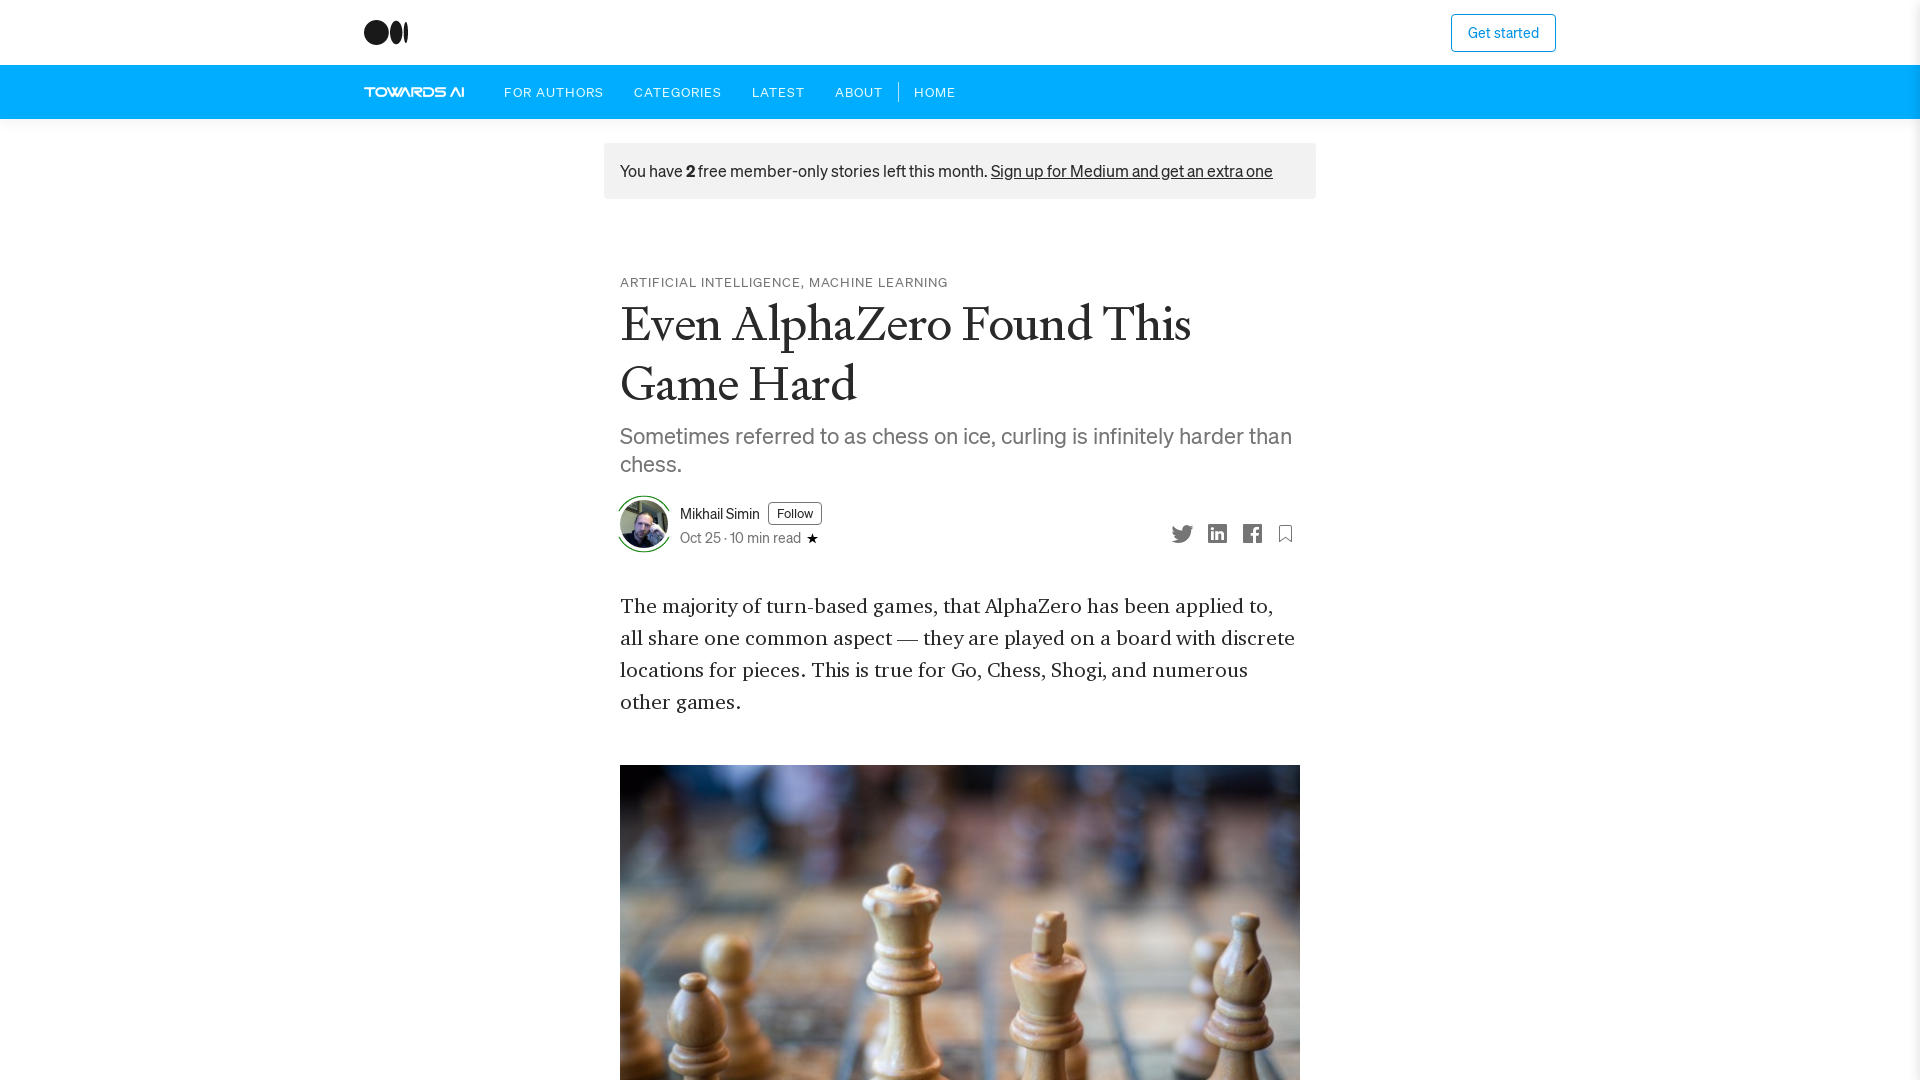 Get started
TOWARDS AI
FOR AUTHORS
CATEGORIES
LATEST
ABOUT
HOME
You have 2 free member-only stories left this month. Sign up for Medium and get an extra one
ARTIFICIAL INTELLIGENCE, MACHINE LEARNING
Even AlphaZero Found This
Game Hard
Sometimes referred to as chess on ice, curling is infinitely harder than
chess.
Mikhail Simin
Follow
Oct 25 · 10 min read ★
The majority of turn-based games, that AlphaZero has been applied to,
all share one common aspect — they are played on a board with discrete
locations for pieces. This is true for Go, Chess, Shogi, and numerous
other games.